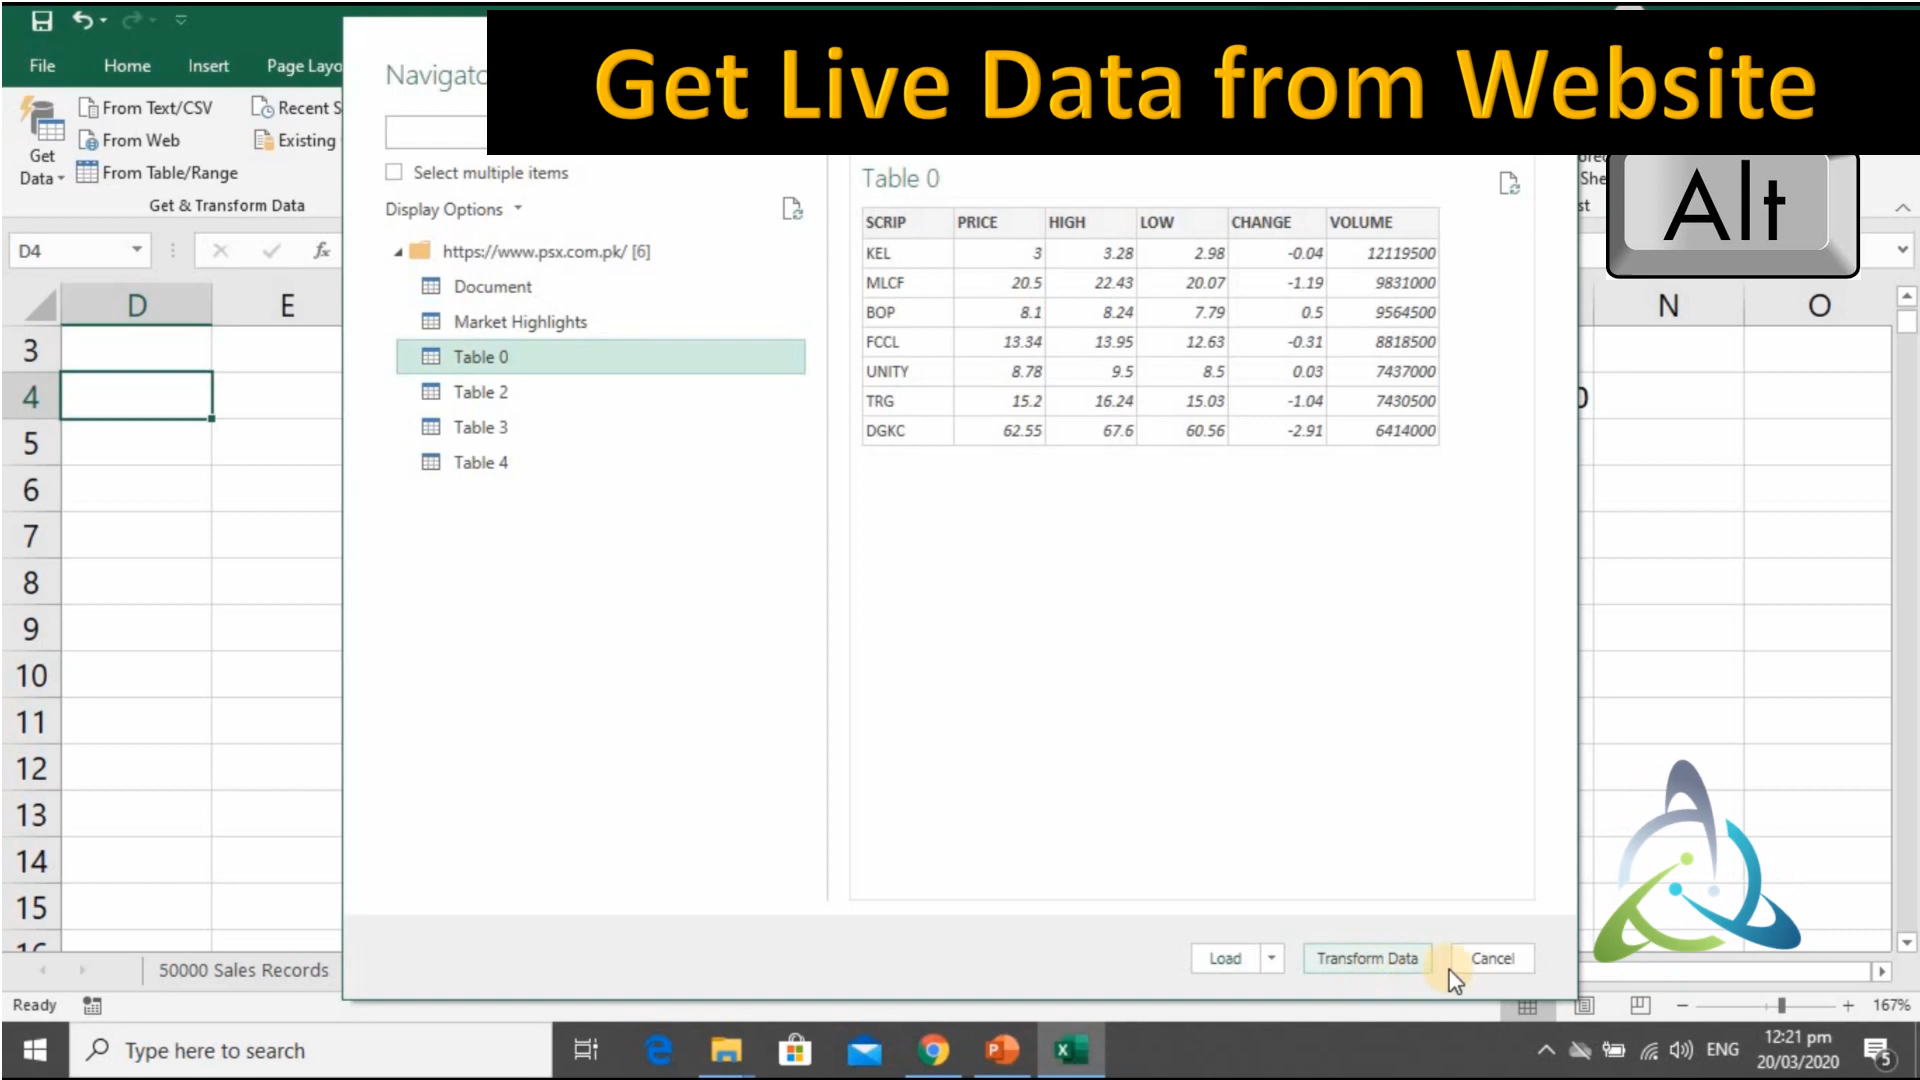 Get Live Data from Website
Alt
File
Home
Insert
Page Layo
Get
Data
From Text/CSV
From Web
From Table/Range
Recent S
Existing
Get & Transform Data
D4
fx
D
E
N
O
3
4
5
6
7
8
9
10
11
12
13
14
15
Navigato
Select multiple items
Display Options
https://www.psx.com.pk/ [6]
Document
Market Highlights
Table 0
Table 2
Table 3
Table 4
Table 0
SCRIP PRICE HIGH LOW CHANGE VOLUME
KEL 3 3.28 2.98 -0.04 12119500
MLCF 20.5 22.43 20.07 -1.19 9831000
BOP 8.1 8.24 7.79 0.5 9564500
FCCL 13.34 13.95 12.63 -0.31 8818500
UNITY 8.78 9.5 8.5 0.03 7437000
TRG 15.2 16.24 15.03 -1.04 7430500
DGKC 62.55 67.6 60.56 -2.91 6414000
She
st
Load
Transform Data
Cancel
50000 Sales Records
Ready
167%
Type here to search
ENG
12:21 pm
20/03/2020
5